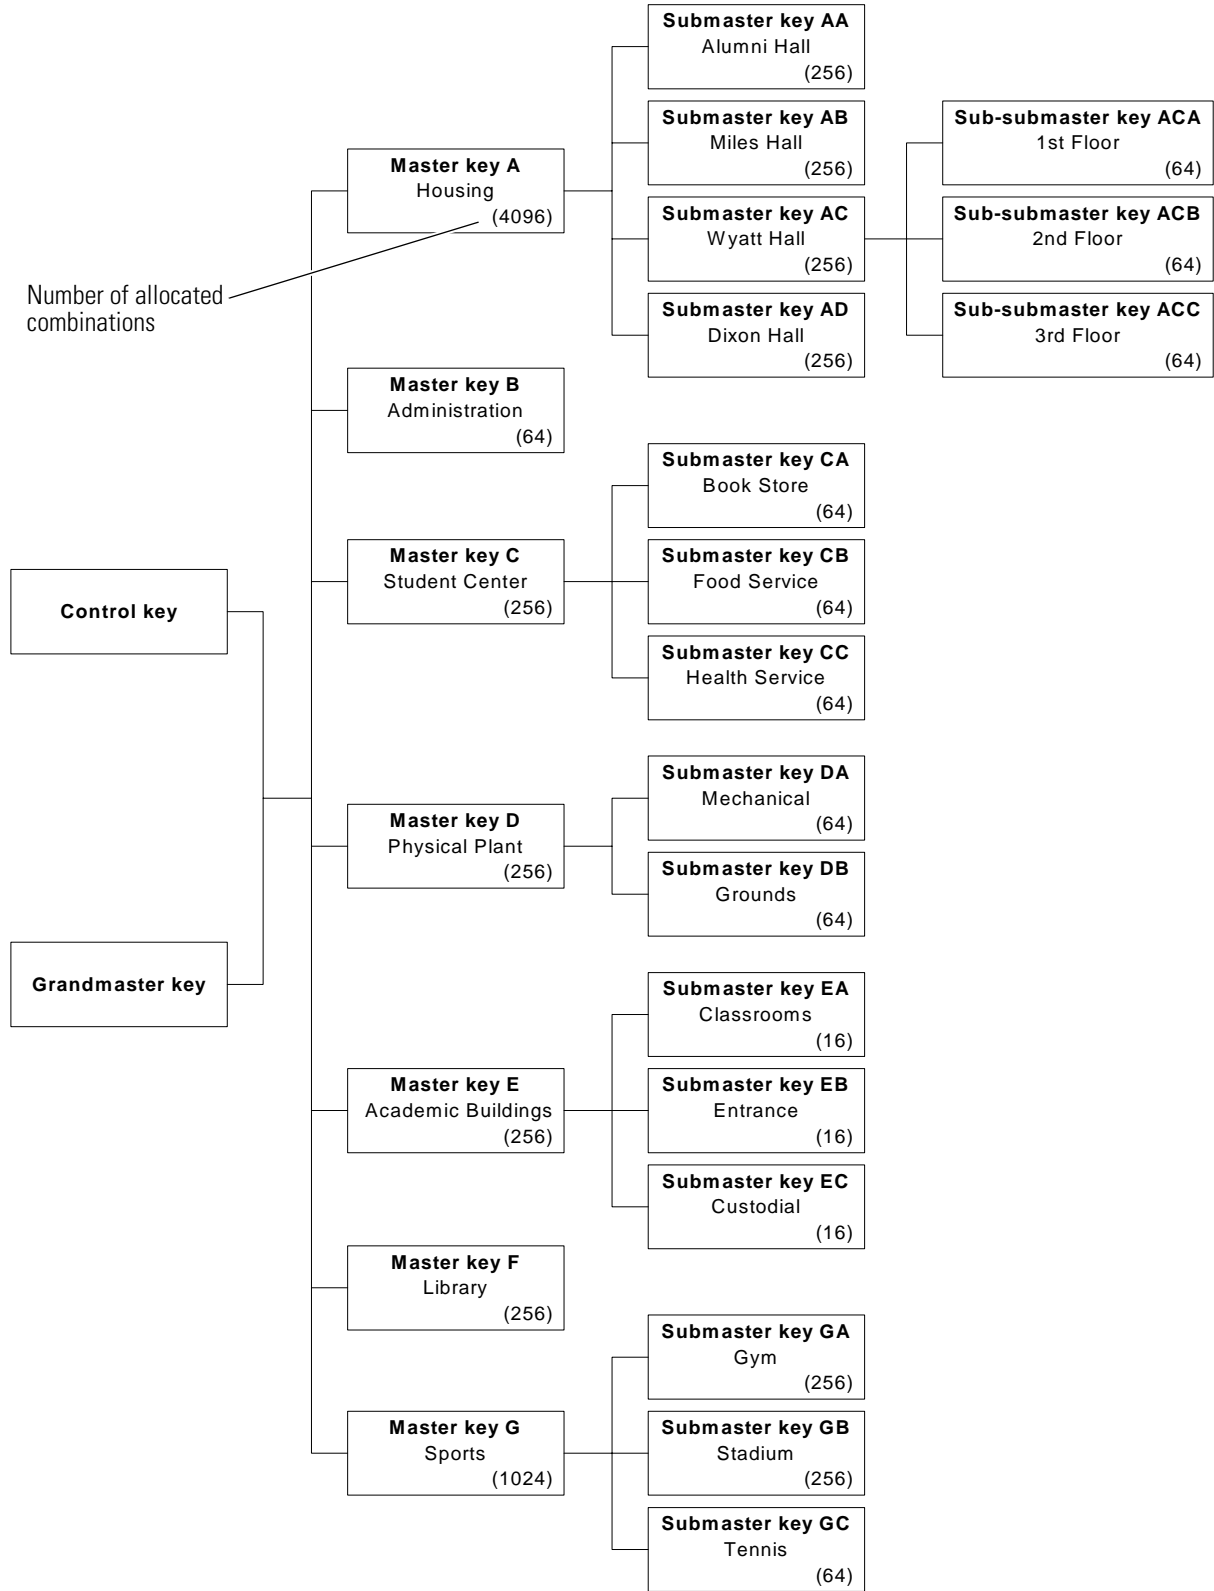 Control key
Grandmaster key
Number of allocated
combinations
Master key A
Housing
(4096)
Submaster key AA
Alumni Hall
(256)
Submaster key AB
Miles Hall
(256)
Submaster key AC
Wyatt Hall
(256)
Sub-submaster key ACA
1st Floor
(64)
Sub-submaster key ACB
2nd Floor
(64)
Sub-submaster key ACC
3rd Floor
(64)
Submaster key AD
Dixon Hall
(256)
Master key B
Administration
(64)
Master key C
Student Center
(256)
Submaster key CA
Book Store
(64)
Submaster key CB
Food Service
(64)
Submaster key CC
Health Service
(64)
Master key D
Physical Plant
(256)
Submaster key DA
Mechanical
(64)
Submaster key DB
Grounds
(64)
Master key E
Academic Buildings
(256)
Submaster key EA
Classrooms
(16)
Submaster key EB
Entrance
(16)
Submaster key EC
Custodial
(16)
Master key F
Library
(256)
Master key G
Sports
(1024)
Submaster key GA
Gym
(256)
Submaster key GB
Stadium
(256)
Submaster key GC
Tennis
(64)